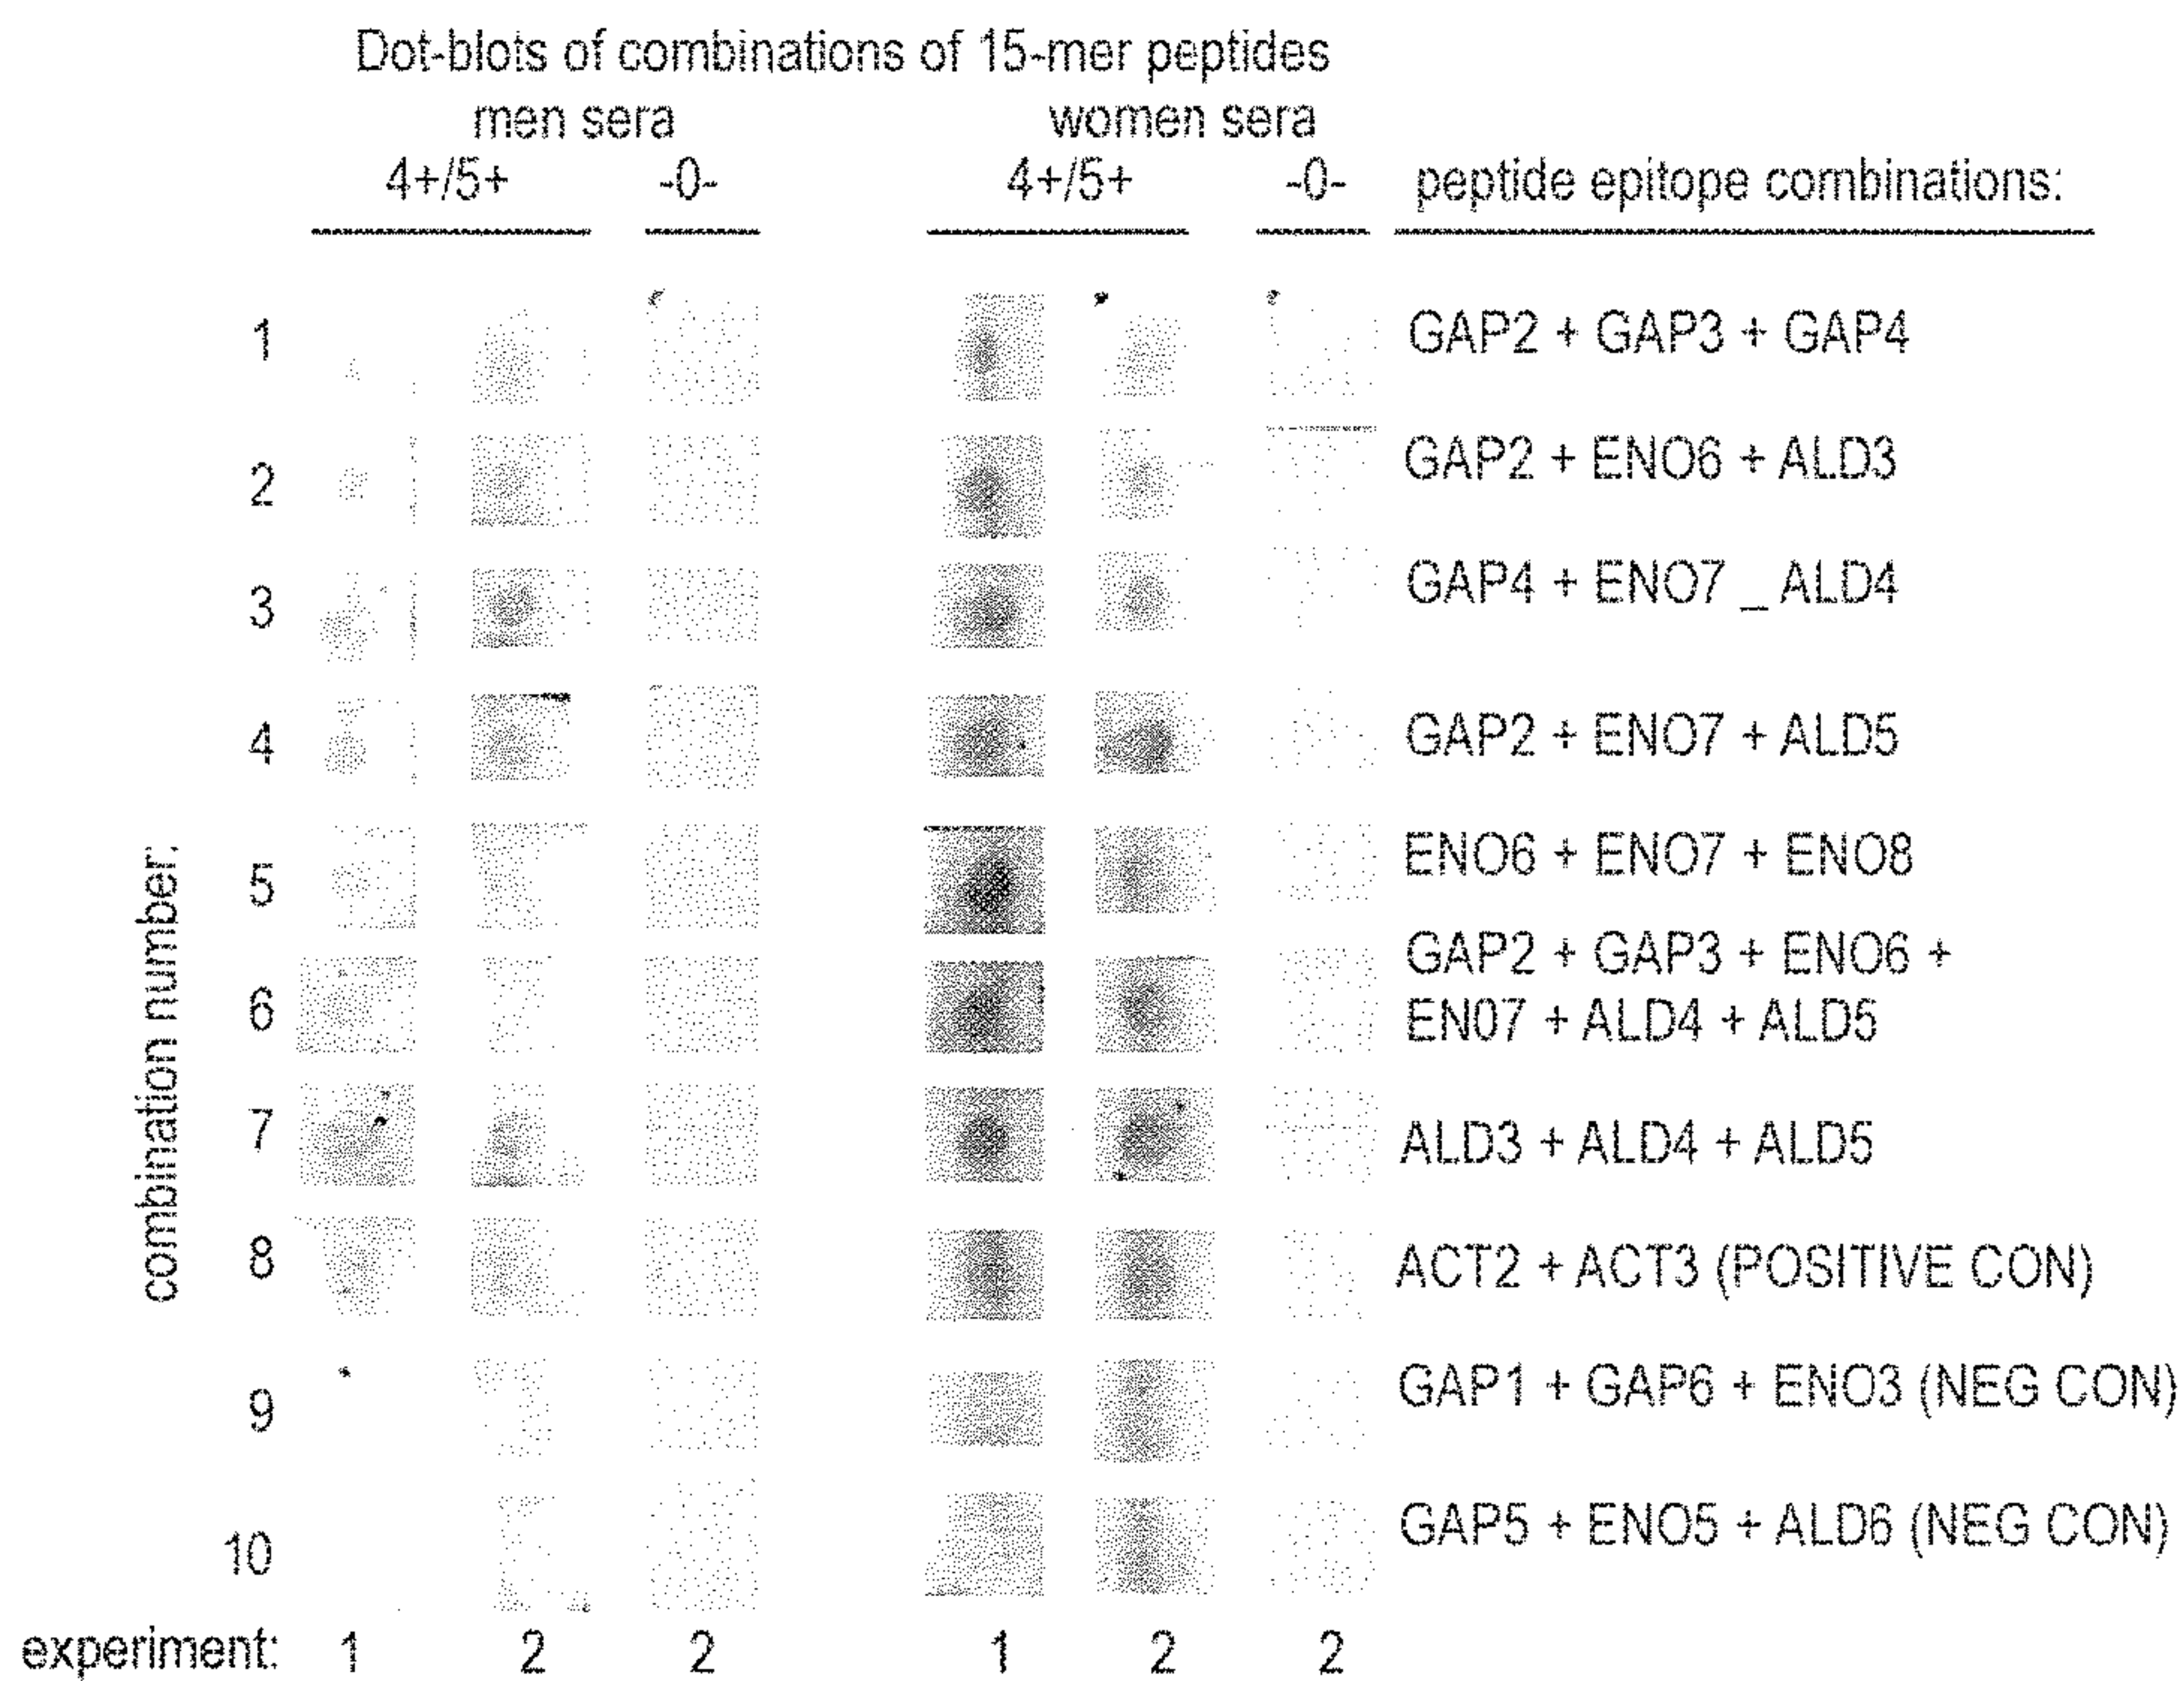 Dot-blots of combinations of 15-mer peptides
men sera women sera
4+/5+ -0- 4+/5+ -0- peptide epitope combinations:
1 GAP2 + GAP3 + GAP4
2 GAP2 + ENO6 + ALD3
3 GAP4 + ENO7 _ ALD4
4 GAP2 + ENO7 + ALD5
5 ENO6 + ENO7 + ENO8
6 GAP2 + GAP3 + ENO6 +
EN07 + ALD4 + ALD5
7 ALD3 + ALD4 + ALD5
8 ACT2 + ACT3 (POSITIVE CON)
9 GAP1 + GAP6 + ENO3 (NEG CON)
10 GAP5 + ENO5 + ALD6 (NEG CON)
combination number:
experiment: 1 2 2 1 2 2